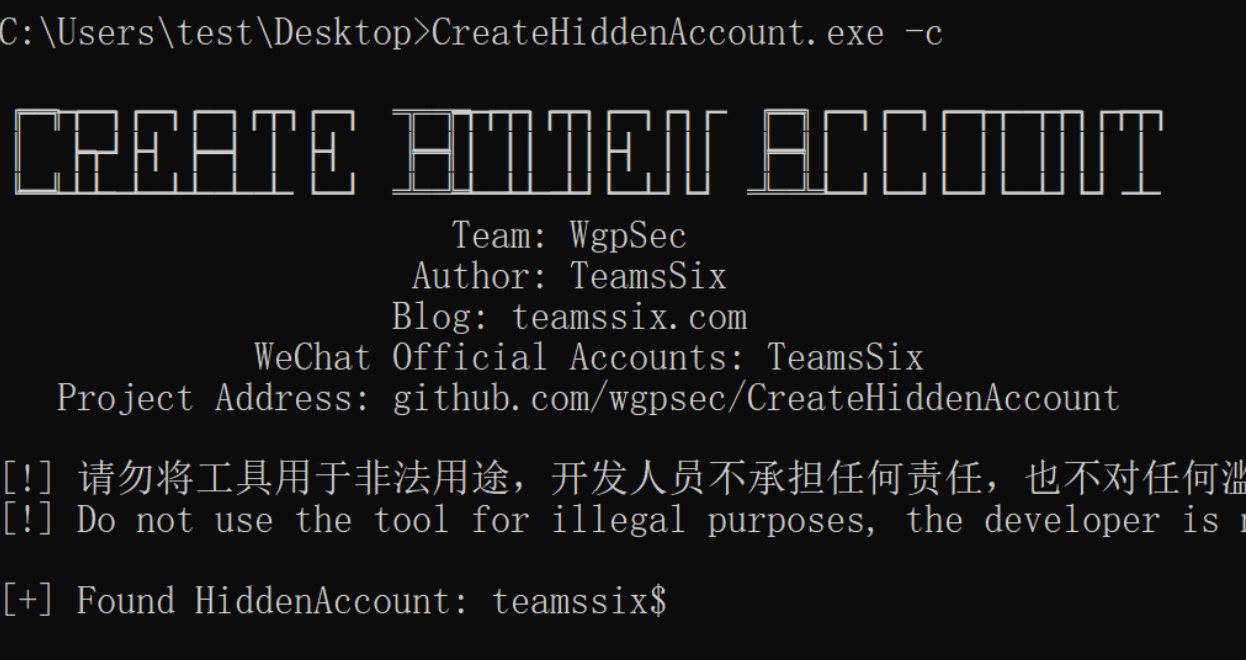 C:\Users\test\Desktop>CreateHiddenAccount.exe -c
CREATE HIDDEN ACCOUNT
Team: WgpSec
Author: TeamsSix
Blog: teamssix.com
WeChat Official Accounts: TeamsSix
Project Address: github.com/wgpsec/CreateHiddenAccount
[!] 请勿将工具用于非法用途，开发人员不承担任何责任，也不对任何滥
[!] Do not use the tool for illegal purposes, the developer is
[+] Found HiddenAccount: teamssix$